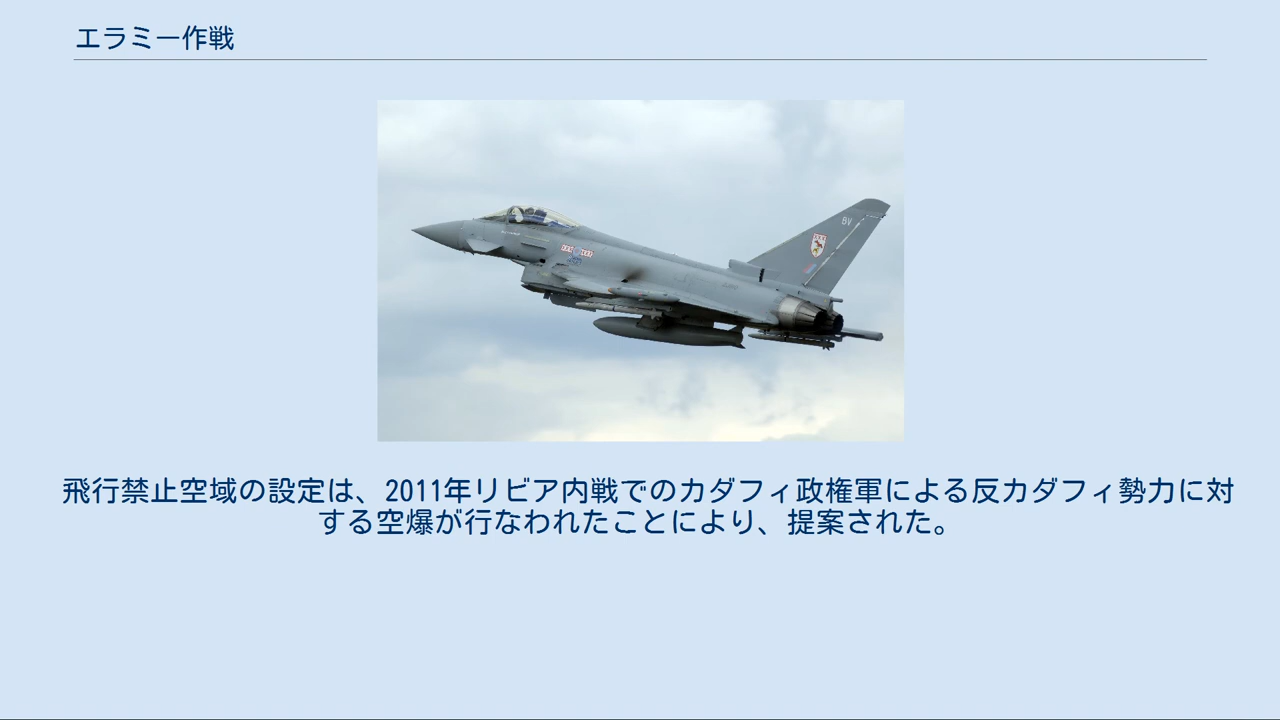 エラミー作戦
BV
飛行禁止空域の設定は、2011年リビア内戦でのカダフィ政権軍による反カダフィ勢力に対
する空爆が行なわれたことにより、提案された。